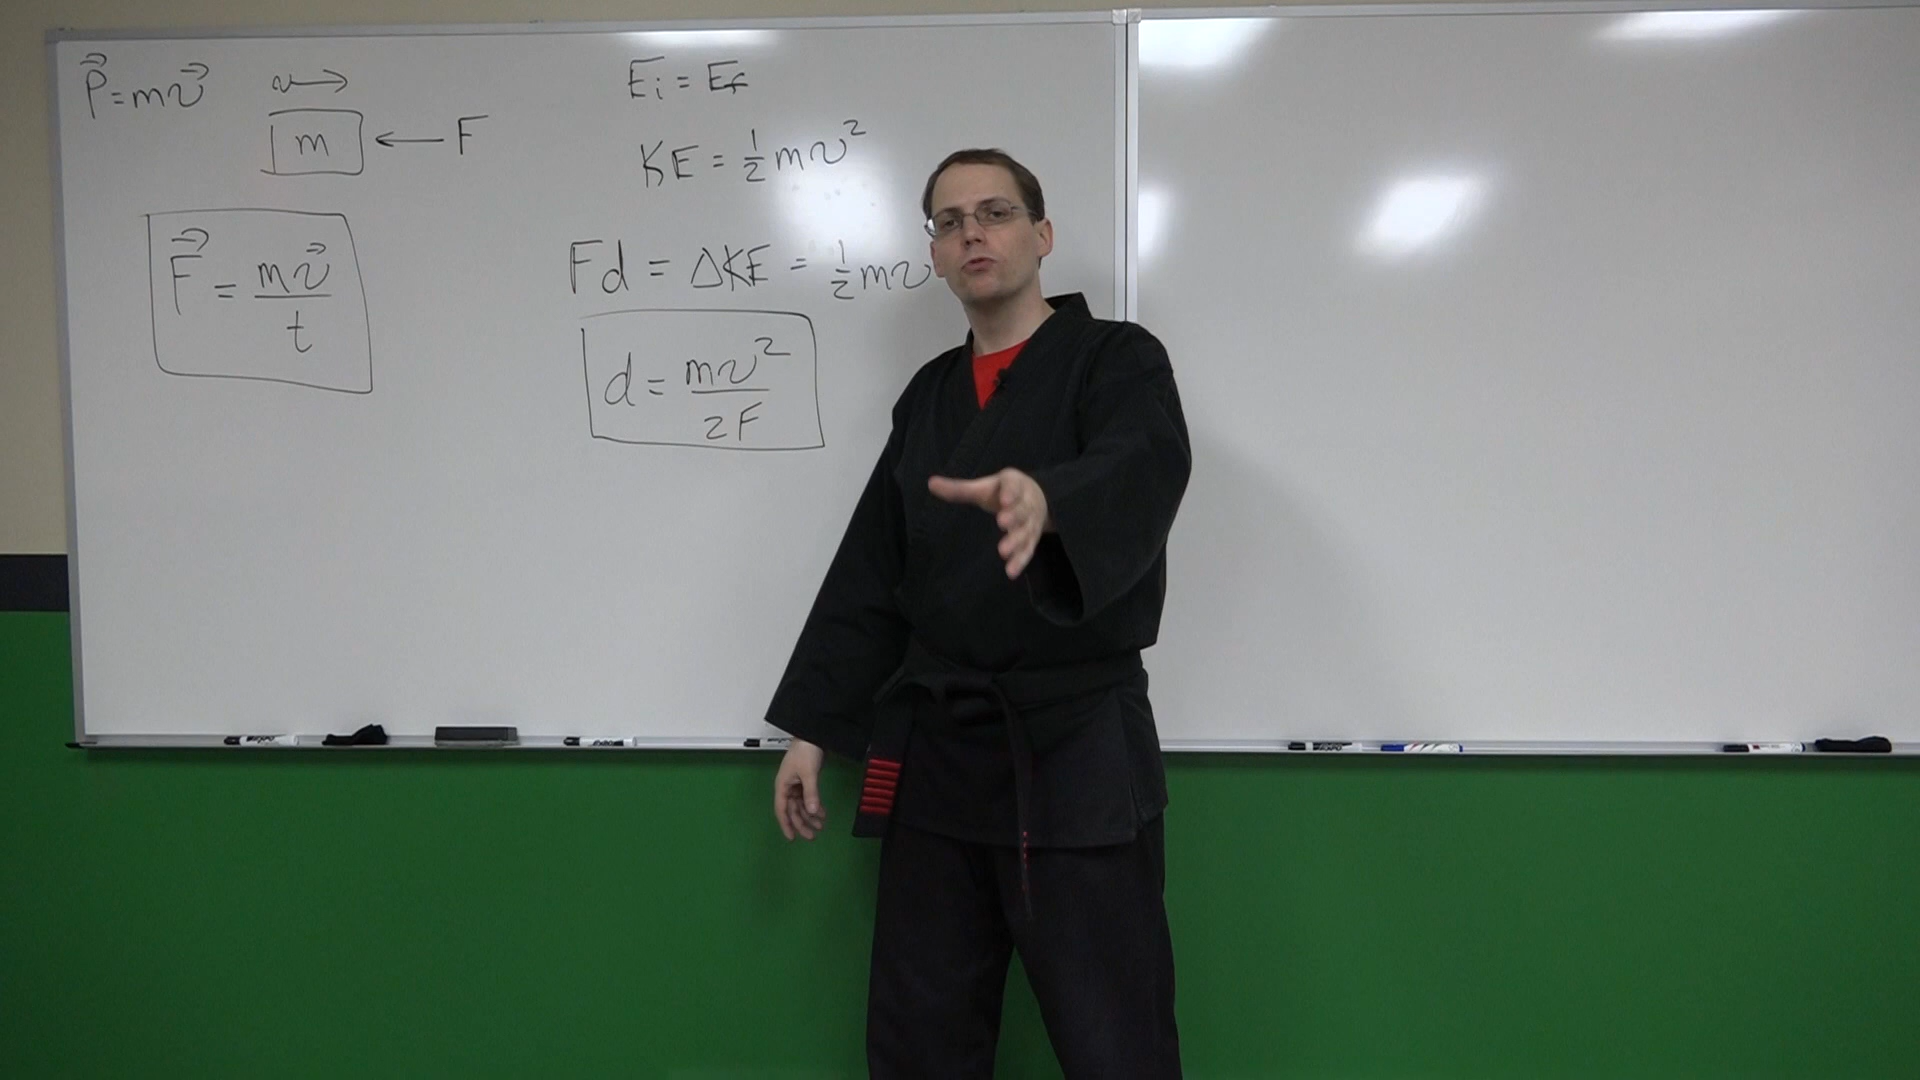 P⃗ = mv⃗
v →
m ← F
F⃗ = mv⃗ / t
Ei = Ef
KE = ½mv²
Fd = ΔKE = ½mv
d = mv² / 2F